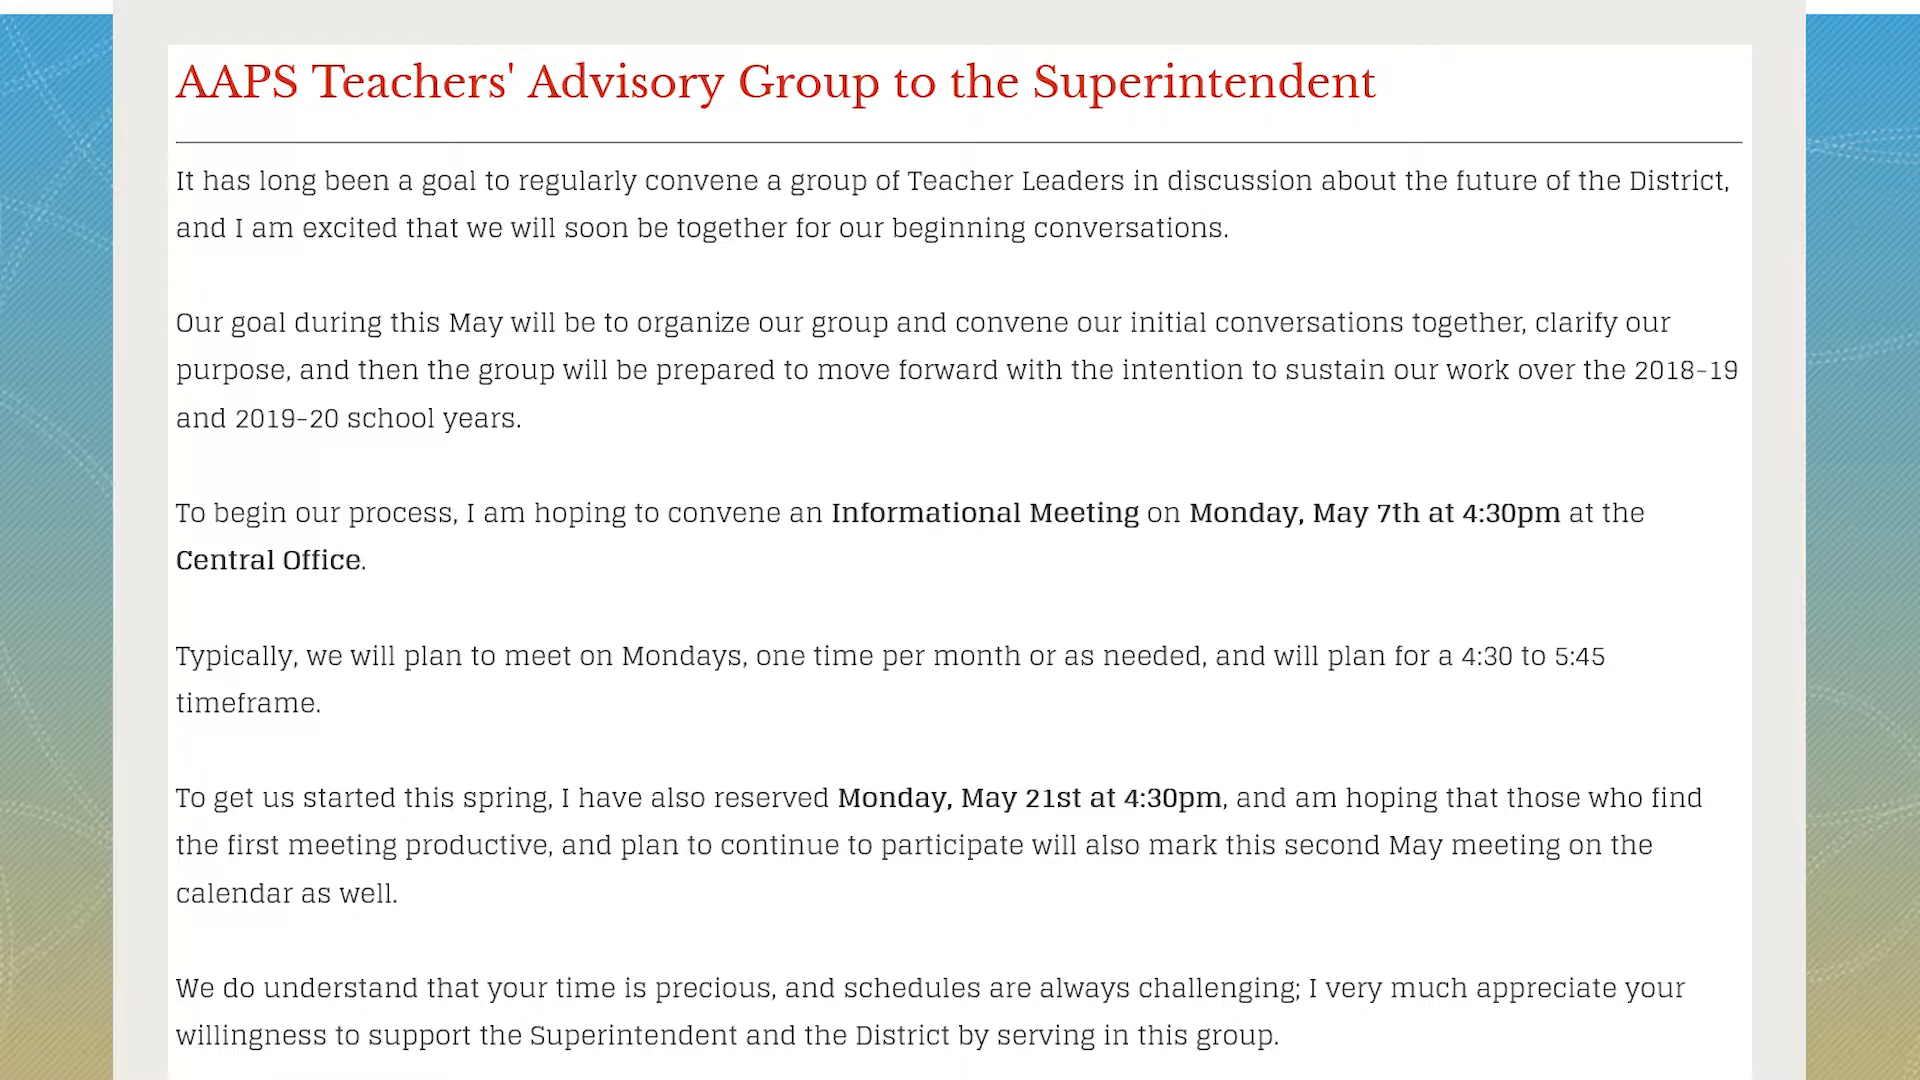 AAPS Teachers' Advisory Group to the Superintendent
It has long been a goal to regularly convene a group of Teacher Leaders in discussion about the future of the District,
and I am excited that we will soon be together for our beginning conversations.
Our goal during this May will be to organize our group and convene our initial conversations together, clarify our
purpose, and then the group will be prepared to move forward with the intention to sustain our work over the 2018-19
and 2019-20 school years.
To begin our process, I am hoping to convene an Informational Meeting on Monday, May 7th at 4:30pm at the
Central Office.
Typically, we will plan to meet on Mondays, one time per month or as needed, and will plan for a 4:30 to 5:45
timeframe.
To get us started this spring, I have also reserved Monday, May 21st at 4:30pm, and am hoping that those who find
the first meeting productive, and plan to continue to participate will also mark this second May meeting on the
calendar as well.
We do understand that your time is precious, and schedules are always challenging; I very much appreciate your
willingness to support the Superintendent and the District by serving in this group.